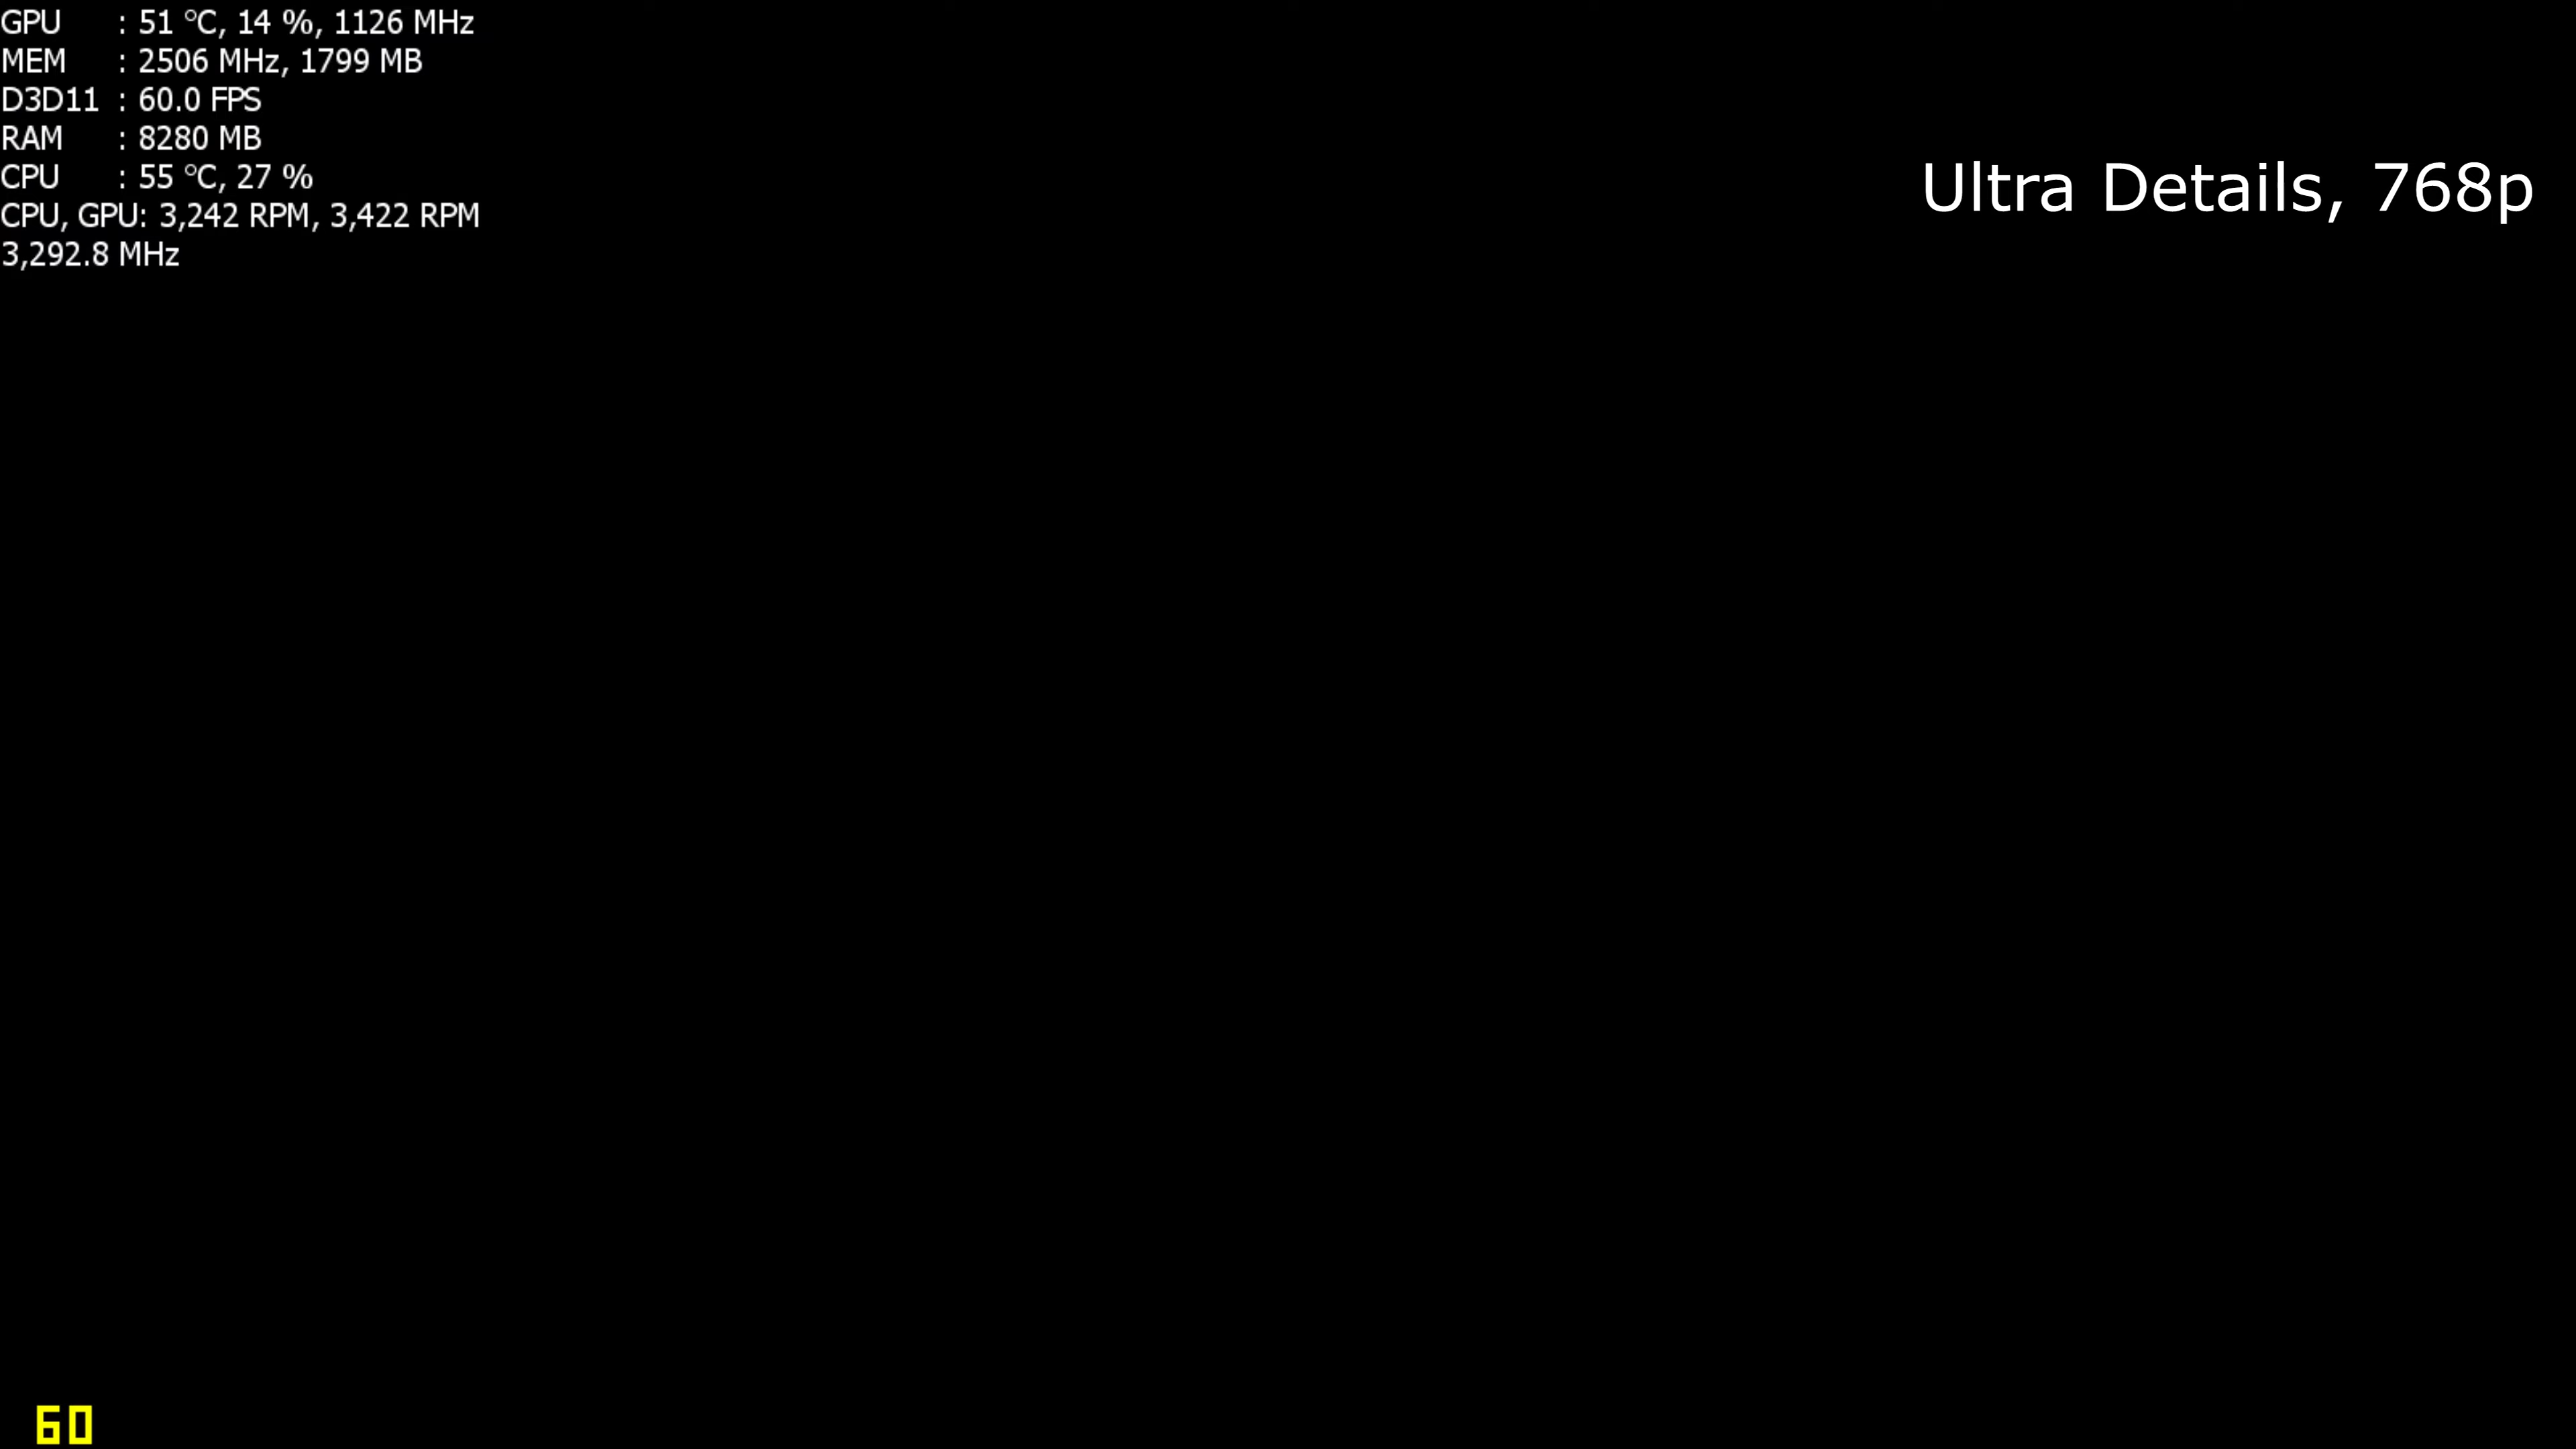 GPU : 51 °C, 14 %, 1126 MHz
MEM : 2506 MHz, 1799 MB
D3D11 : 60.0 FPS
RAM : 8280 MB
CPU : 55 °C, 27 %
CPU, GPU: 3,242 RPM, 3,422 RPM
3,292.8 MHz
Ultra Details, 768p
60